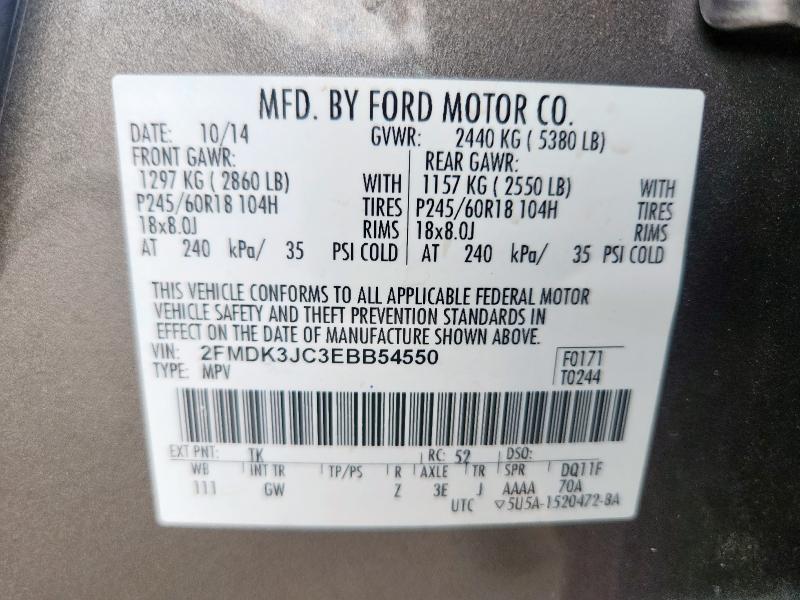 MFD. BY FORD MOTOR CO.
DATE: 10/14 GVWR: 2440 KG ( 5380 LB)
FRONT GAWR: REAR GAWR:
1297 KG ( 2860 LB) WITH 1157 KG ( 2550 LB) WITH
P245/60R18 104H TIRES P245/60R18 104H TIRES
18x8.0J RIMS 18x8.0J RIMS
AT 240 kPa/ 35 PSI COLD AT 240 kPa/ 35 PSI COLD
THIS VEHICLE CONFORMS TO ALL APPLICABLE FEDERAL MOTOR
VEHICLE SAFETY AND THEFT PREVENTION STANDARDS IN
EFFECT ON THE DATE OF MANUFACTURE SHOWN ABOVE.
VIN: 2FMDK3JC3EBB54550 F0171
TYPE: MPV T0244
EXT PNT: TK RC: 52 DSO:
WB INT TR TP/PS R AXLE TR SPR DQ11F
111 GW Z 3E J AAAA 70A
UTC ▽5U5A-1520472-BA